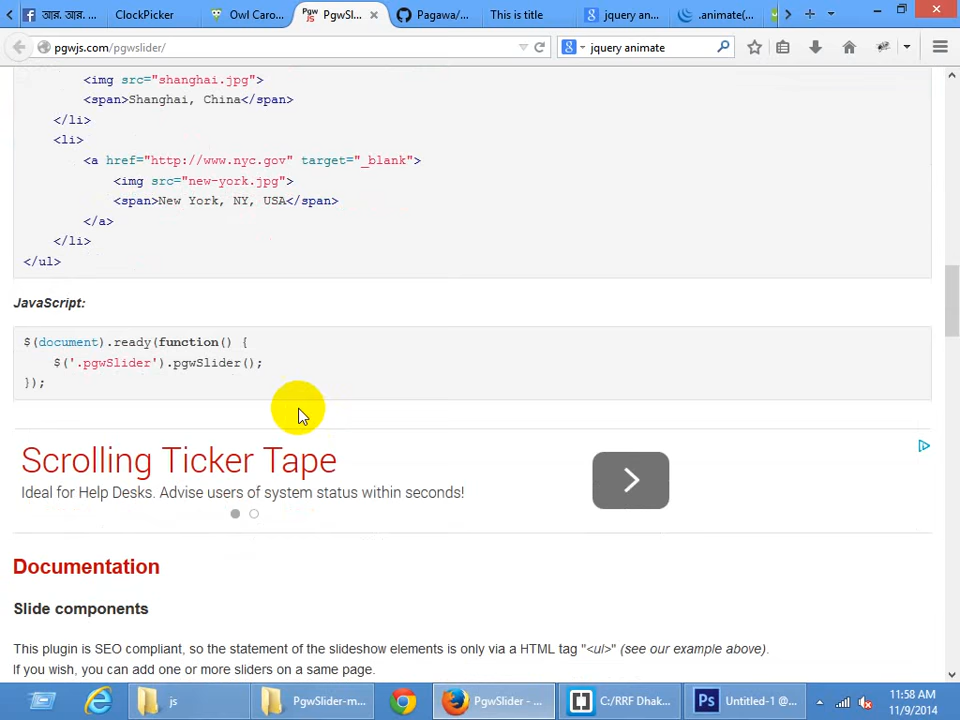 आर. आर. ...
ClockPicker
Owl Caro...
PgwSl...
Pagawa/...
This is title
jquery an...
.animate(...
pgwjs.com/pgwslider/
jquery animate
<img src="shanghai.jpg">
<span>Shanghai, China</span>
</li>
<li>
<a href="http://www.nyc.gov" target="_blank">
<img src="new-york.jpg">
<span>New York, NY, USA</span>
</a>
</li>
</ul>
JavaScript:
$(document).ready(function() {
$('.pgwSlider').pgwSlider();
});
Scrolling Ticker Tape
Ideal for Help Desks. Advise users of system status within seconds!
Documentation
Slide components
This plugin is SEO compliant, so the statement of the slideshow elements is only via a HTML tag "<ul>" (see our example above).
If you wish, you can add one or more sliders on a same page.
js
PgwSlider-m...
PgwSlider - ...
C:/RRF Dhak...
Untitled-1 @...
11:58 AM
11/9/2014